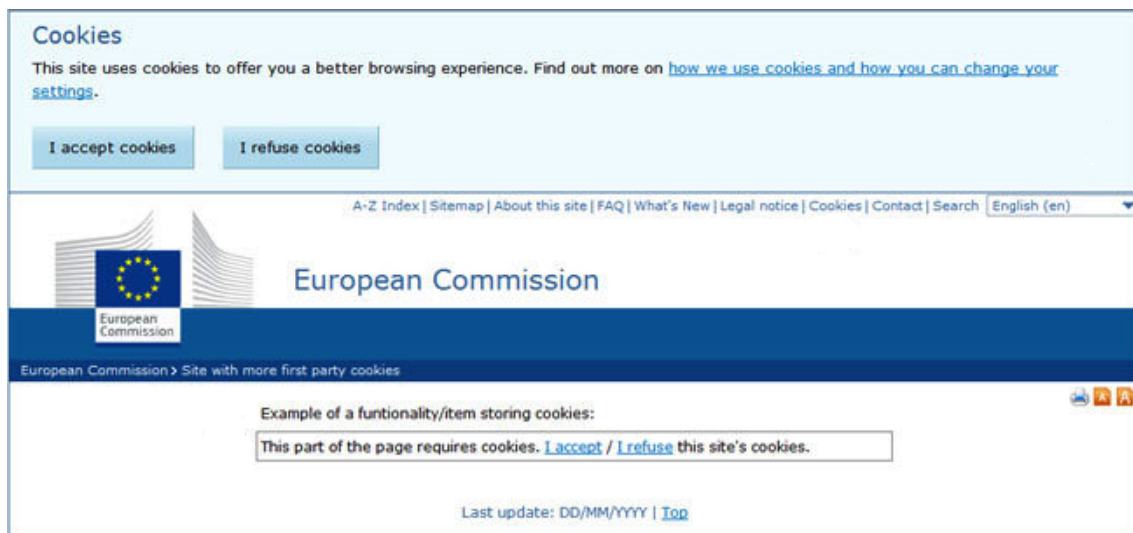 Cookies
This site uses cookies to offer you a better browsing experience. Find out more on how we use cookies and how you can change your
settings.
I accept cookies
I refuse cookies
A-Z Index | Sitemap | About this site | FAQ | What's New | Legal notice | Cookies | Contact | Search English (en)
European Commission
European
Commission
European Commission > Site with more first party cookies
A A
Example of a funtionality/item storing cookies:
This part of the page requires cookies. I accept / I refuse this site's cookies.
Last update: DD/MM/YYYY | Top